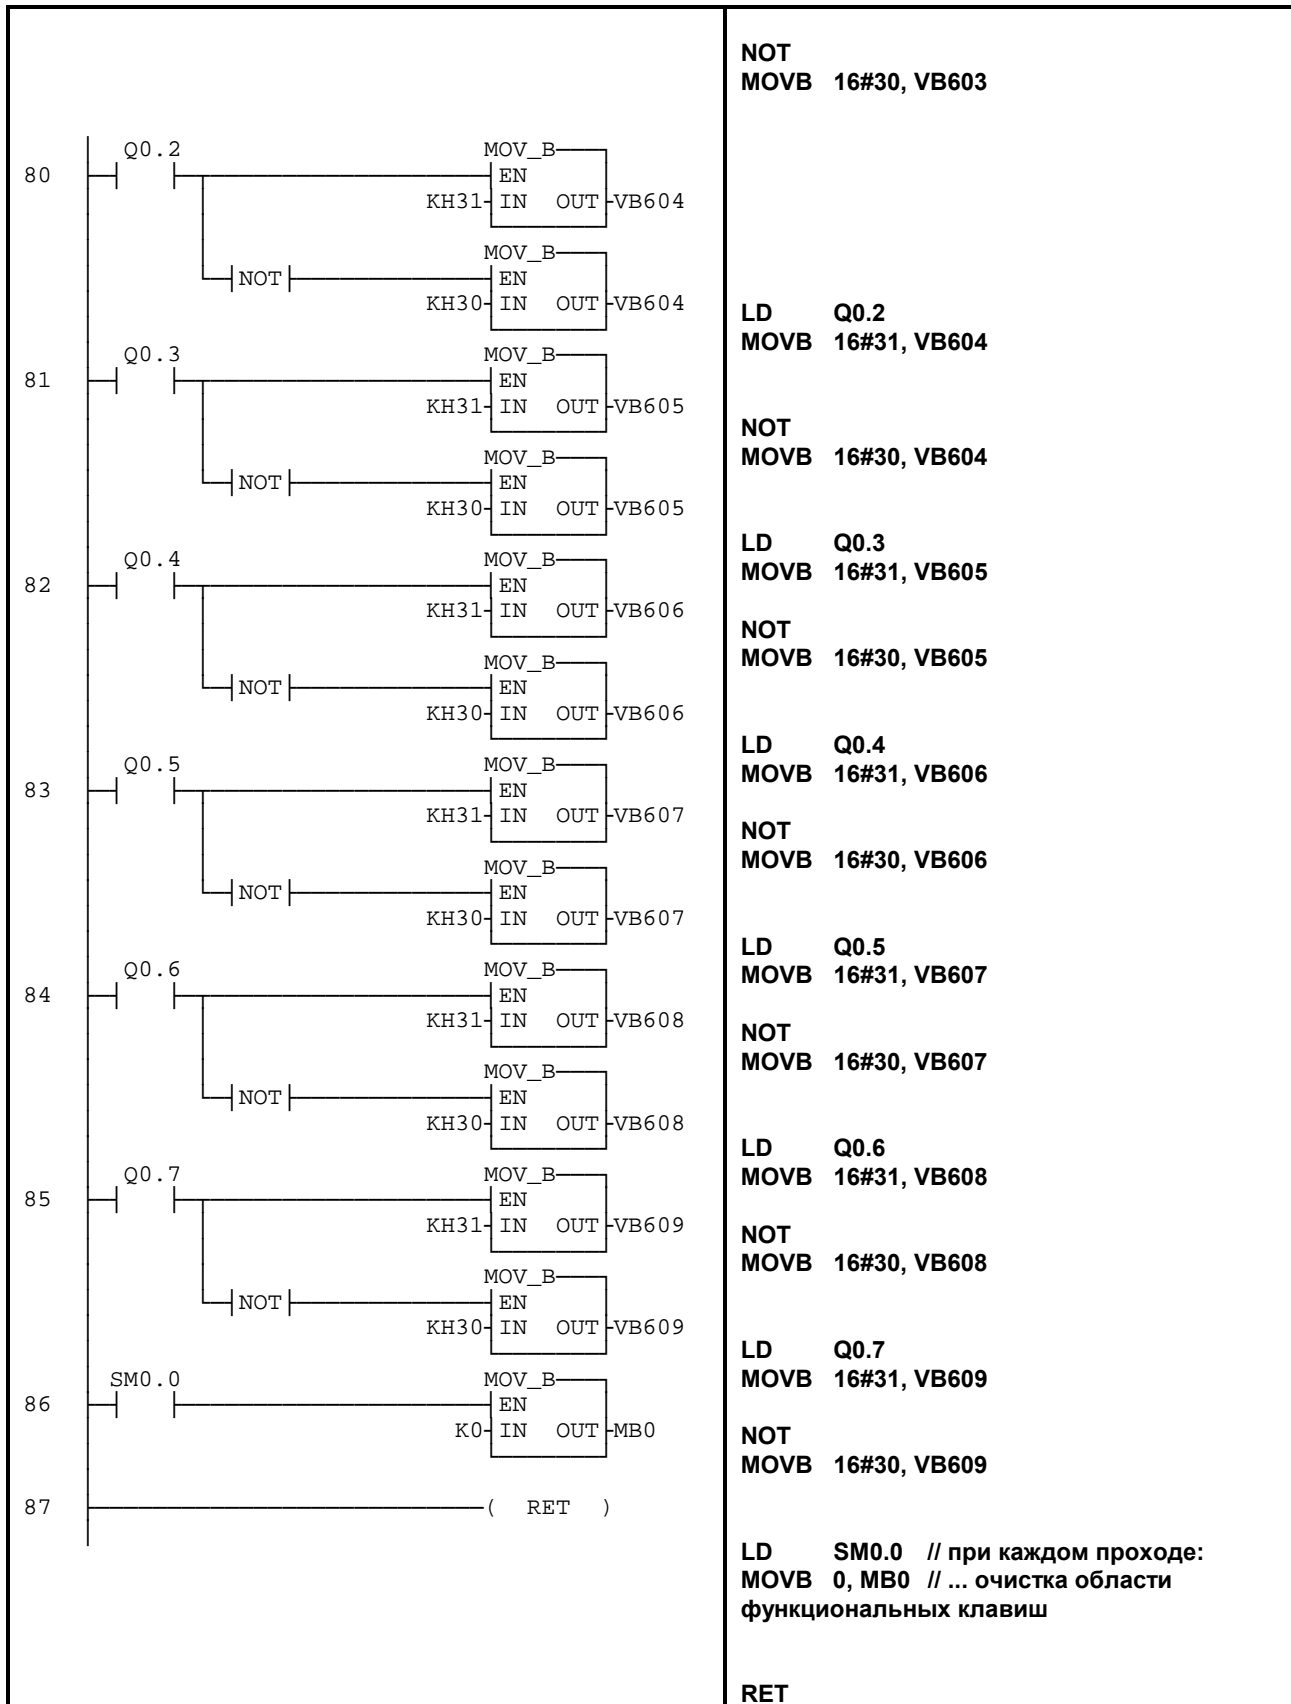 Q0.2 MOV_B
80 EN
KH31 IN OUT VB604
MOV_B
NOT EN
KH30 IN OUT VB604
Q0.3 MOV_B
81 EN
KH31 IN OUT VB605
MOV_B
NOT EN
KH30 IN OUT VB605
Q0.4 MOV_B
82 EN
KH31 IN OUT VB606
MOV_B
NOT EN
KH30 IN OUT VB606
Q0.5 MOV_B
83 EN
KH31 IN OUT VB607
MOV_B
NOT EN
KH30 IN OUT VB607
Q0.6 MOV_B
84 EN
KH31 IN OUT VB608
MOV_B
NOT EN
KH30 IN OUT VB608
Q0.7 MOV_B
85 EN
KH31 IN OUT VB609
MOV_B
NOT EN
KH30 IN OUT VB609
SM0.0 MOV_B
86 EN
K0 IN OUT MB0
87 ( RET )
NOT
MOVB 16#30, VB603
LD Q0.2
MOVB 16#31, VB604
NOT
MOVB 16#30, VB604
LD Q0.3
MOVB 16#31, VB605
NOT
MOVB 16#30, VB605
LD Q0.4
MOVB 16#31, VB606
NOT
MOVB 16#30, VB606
LD Q0.5
MOVB 16#31, VB607
NOT
MOVB 16#30, VB607
LD Q0.6
MOVB 16#31, VB608
NOT
MOVB 16#30, VB608
LD Q0.7
MOVB 16#31, VB609
NOT
MOVB 16#30, VB609
LD SM0.0 // при каждом проходе:
MOVB 0, MB0 // ... очистка области
функциональных клавиш
RET